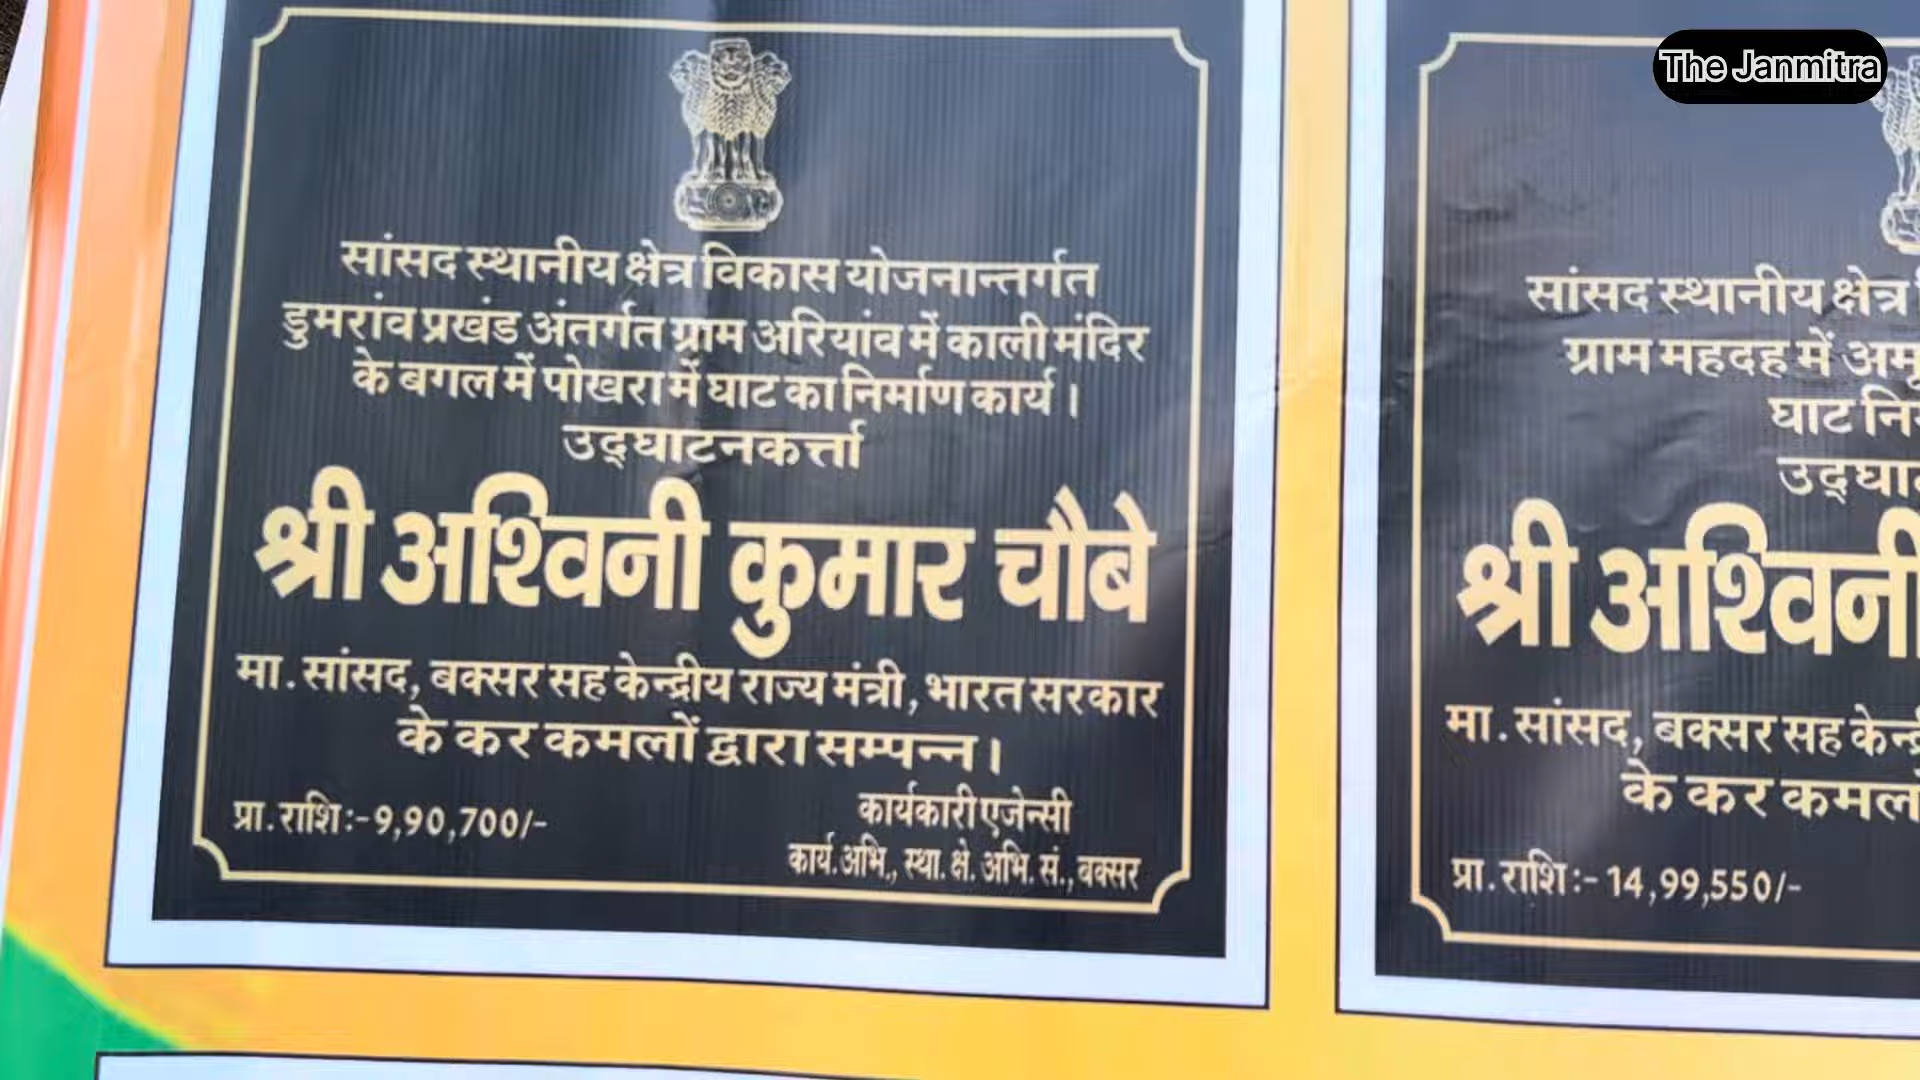 The Janmitra
सांसद स्थानीय क्षेत्र विकास योजनान्तर्गत
डुमरांव प्रखंड अंतर्गत ग्राम अरियांव में काली मंदिर
के बगल में पोखरा में घाट का निर्माण कार्य ।
उद्घाटनकर्त्ता
श्री अश्विनी कुमार चौबे
मा. सांसद, बक्सर सह केन्द्रीय राज्य मंत्री, भारत सरकार
के कर कमलों द्वारा सम्पन्न ।
प्रा. राशि :- 9,90,700/-
कार्यकारी एजेन्सी
कार्य. अभि., स्था. क्षे. अभि. सं., बक्सर
सांसद स्थानीय क्षेत्र
ग्राम महदह में
घाट
श्री अश्विनी
मा. सांसद, बक्सर सह
के कर
प्रा. राशि :- 14,99,550/-